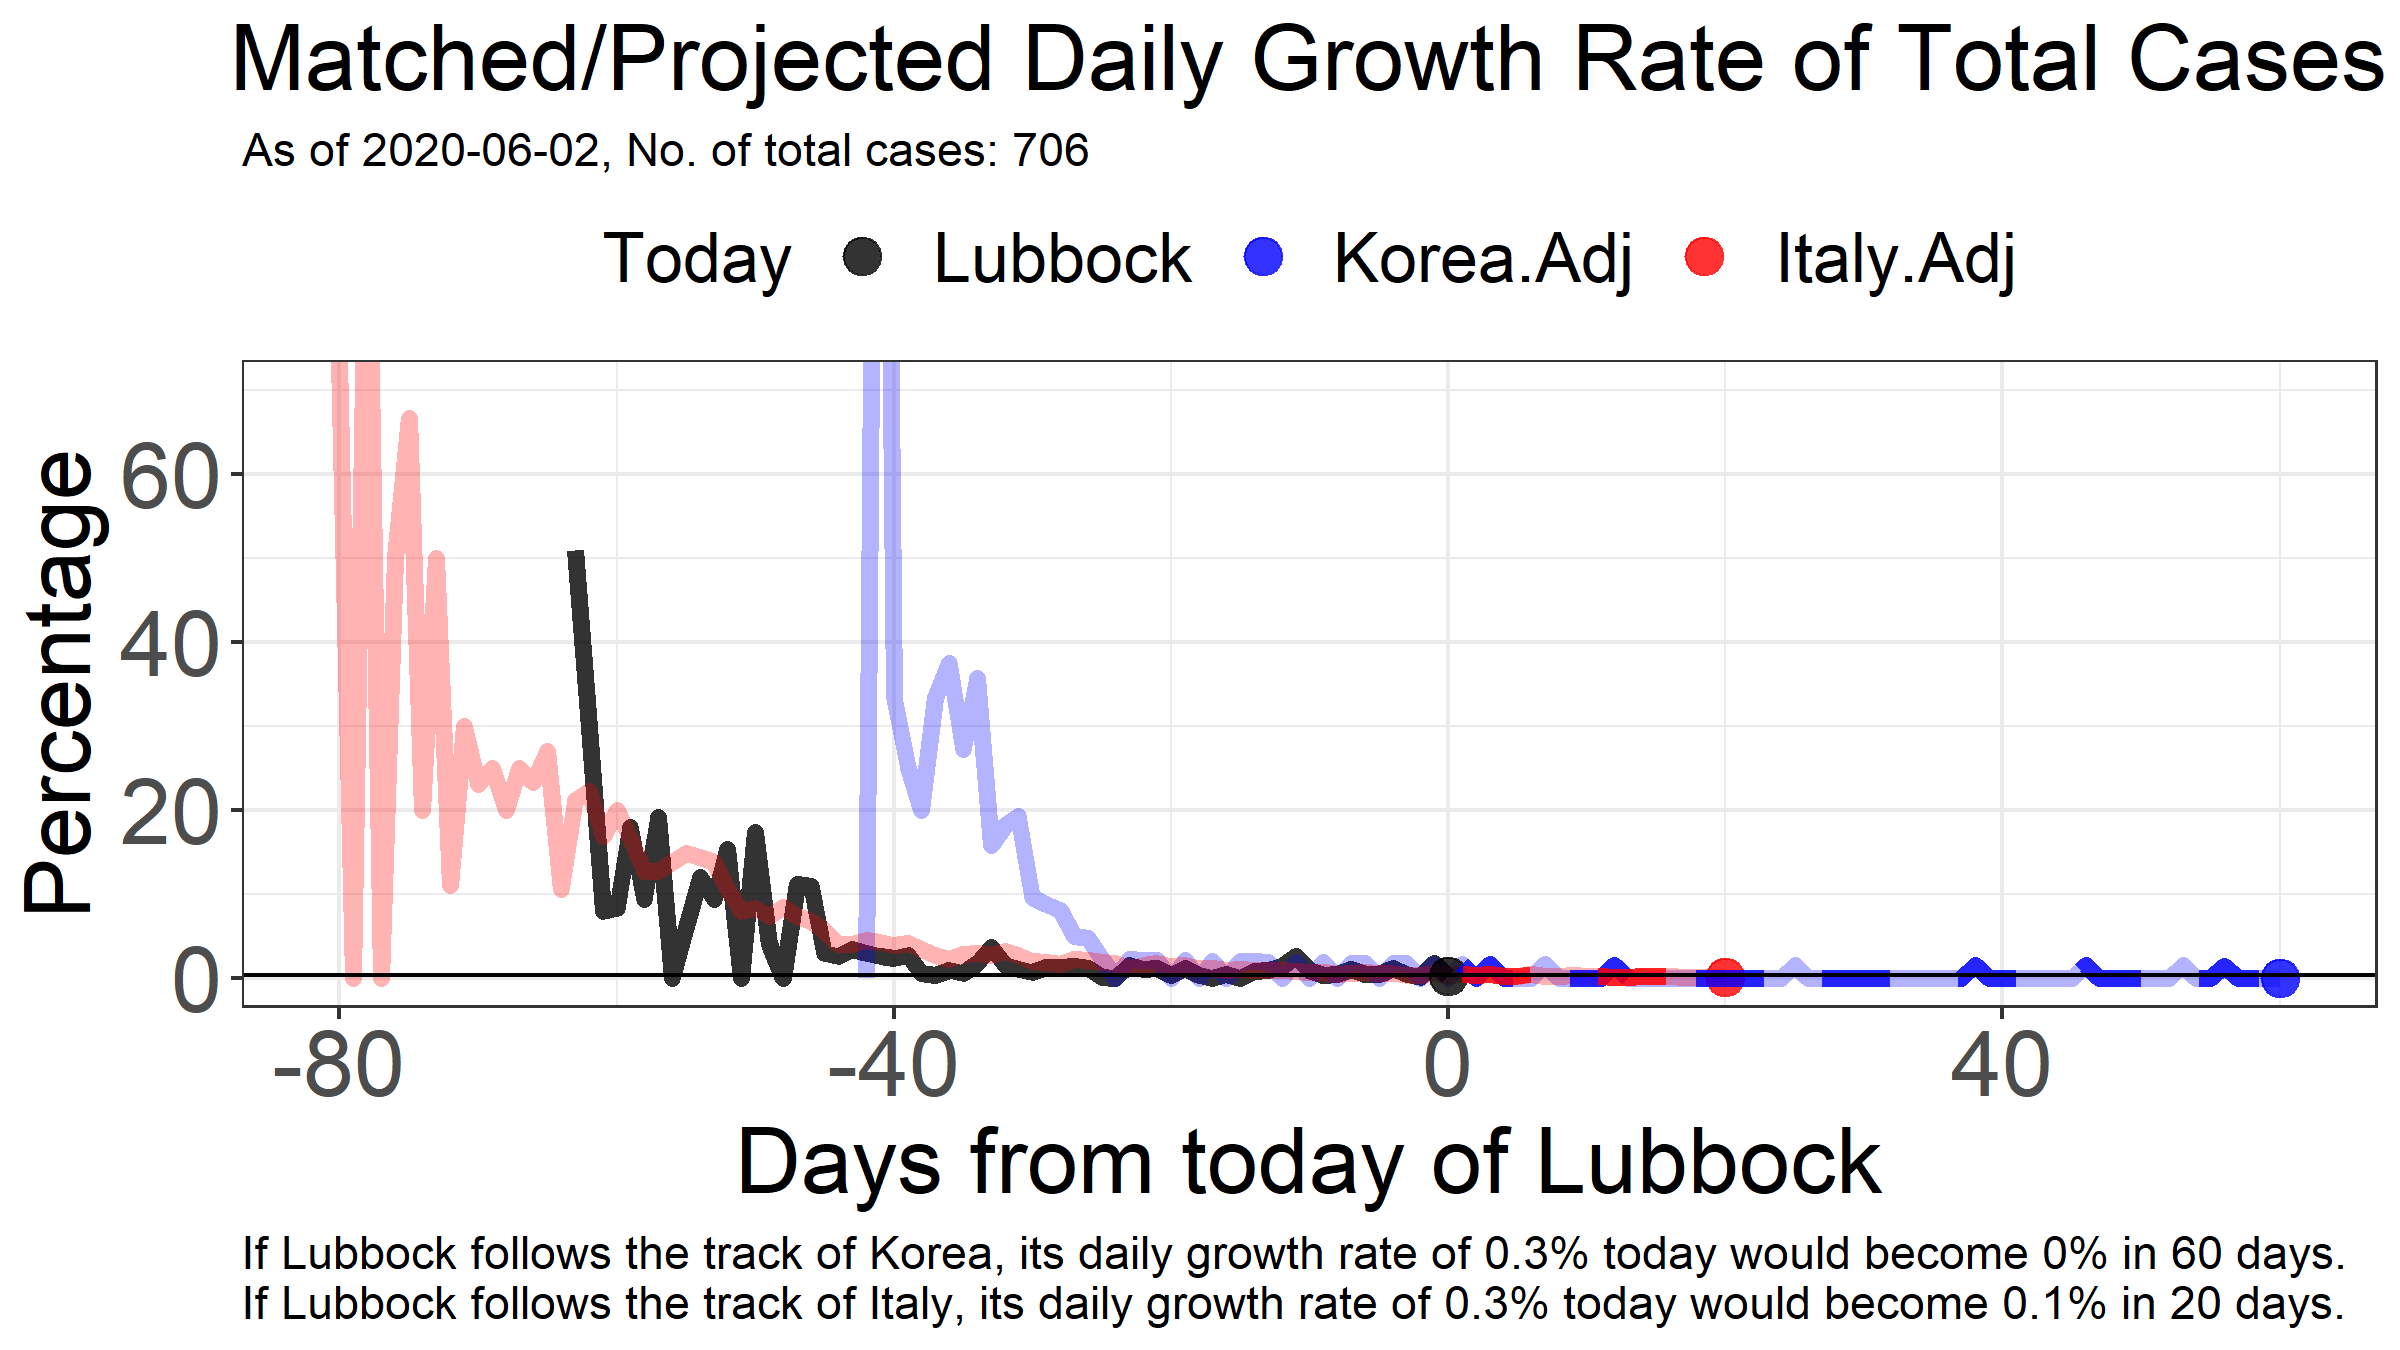 Matched/Projected Daily Growth Rate of Total Cases
As of 2020-06-02, No. of total cases: 706
Today Lubbock Korea.Adj Italy.Adj
Percentage
60
40
20
0
-80 -40 0 40
Days from today of Lubbock
If Lubbock follows the track of Korea, its daily growth rate of 0.3% today would become 0% in 60 days.
If Lubbock follows the track of Italy, its daily growth rate of 0.3% today would become 0.1% in 20 days.